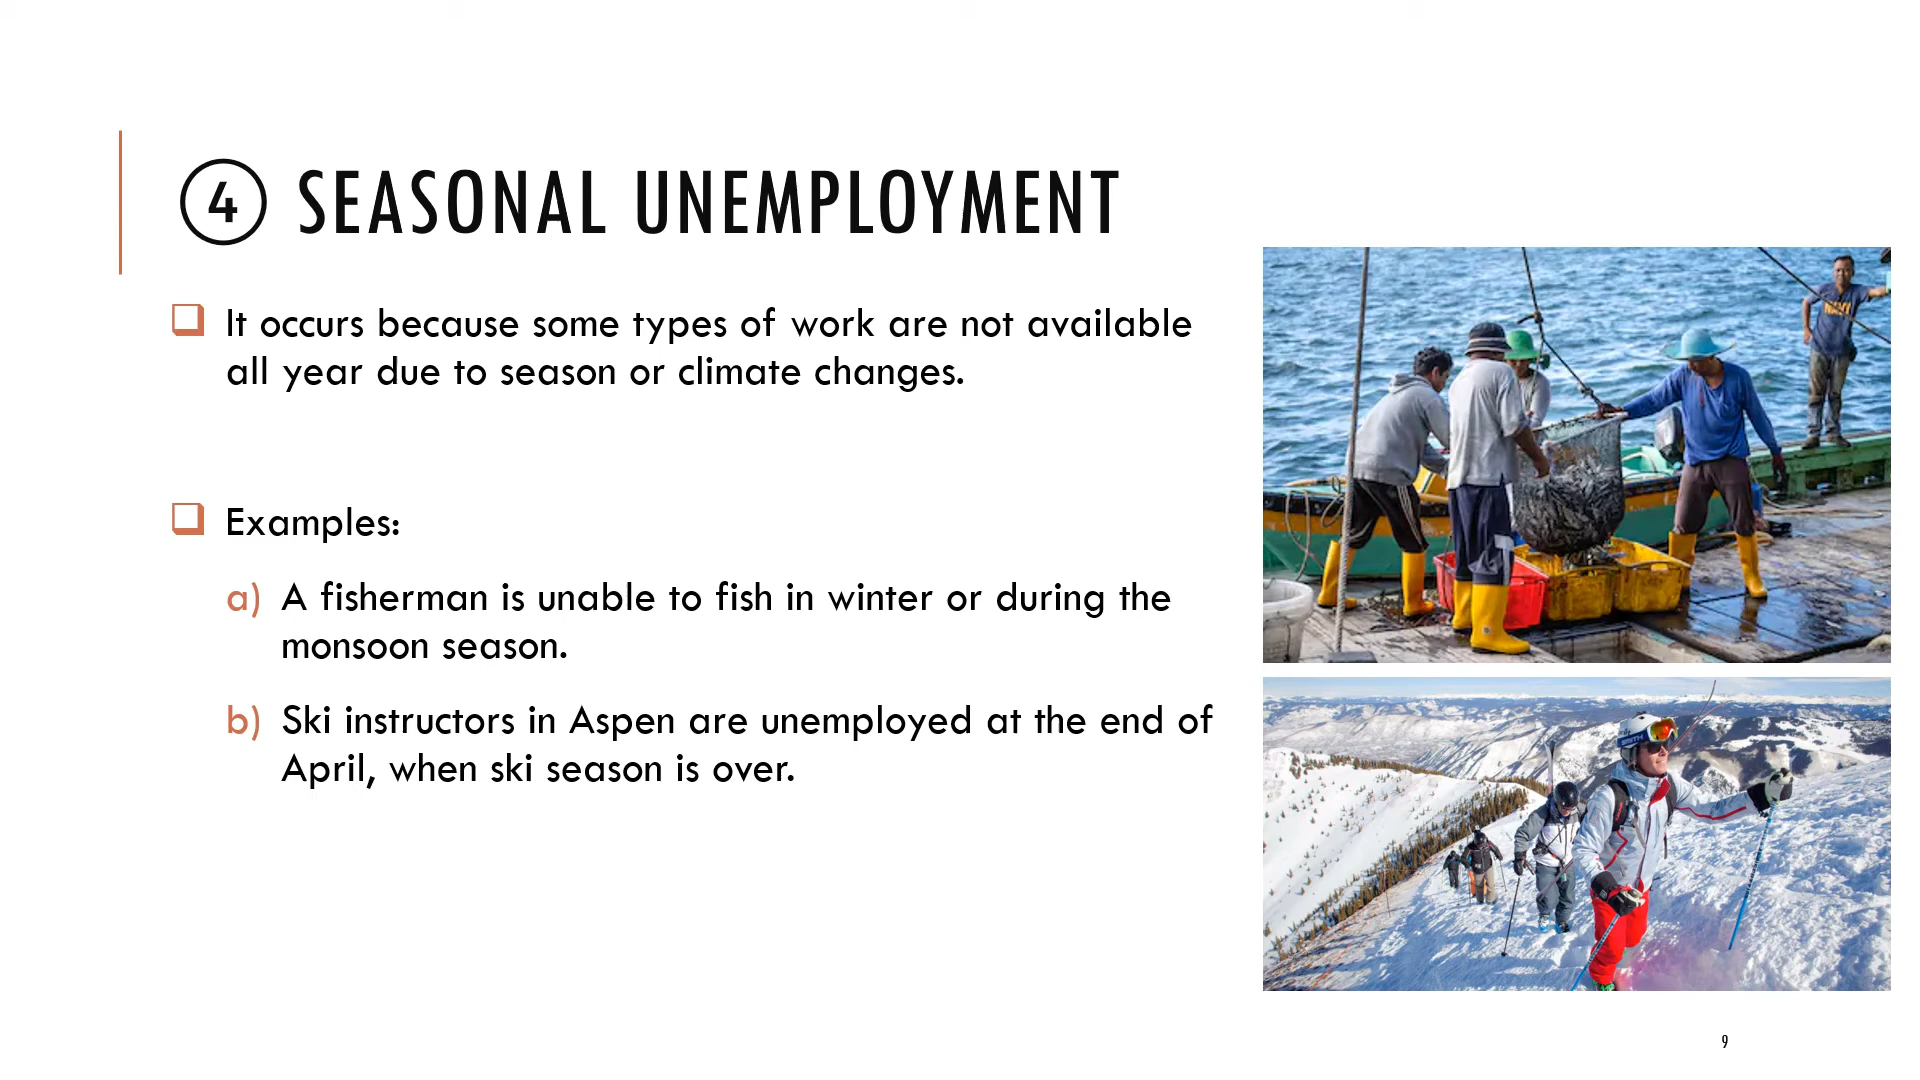 ④ SEASONAL UNEMPLOYMENT
It occurs because some types of work are not available
all year due to season or climate changes.
Examples:
a) A fisherman is unable to fish in winter or during the
monsoon season.
b) Ski instructors in Aspen are unemployed at the end of
April, when ski season is over.
SMITH
9